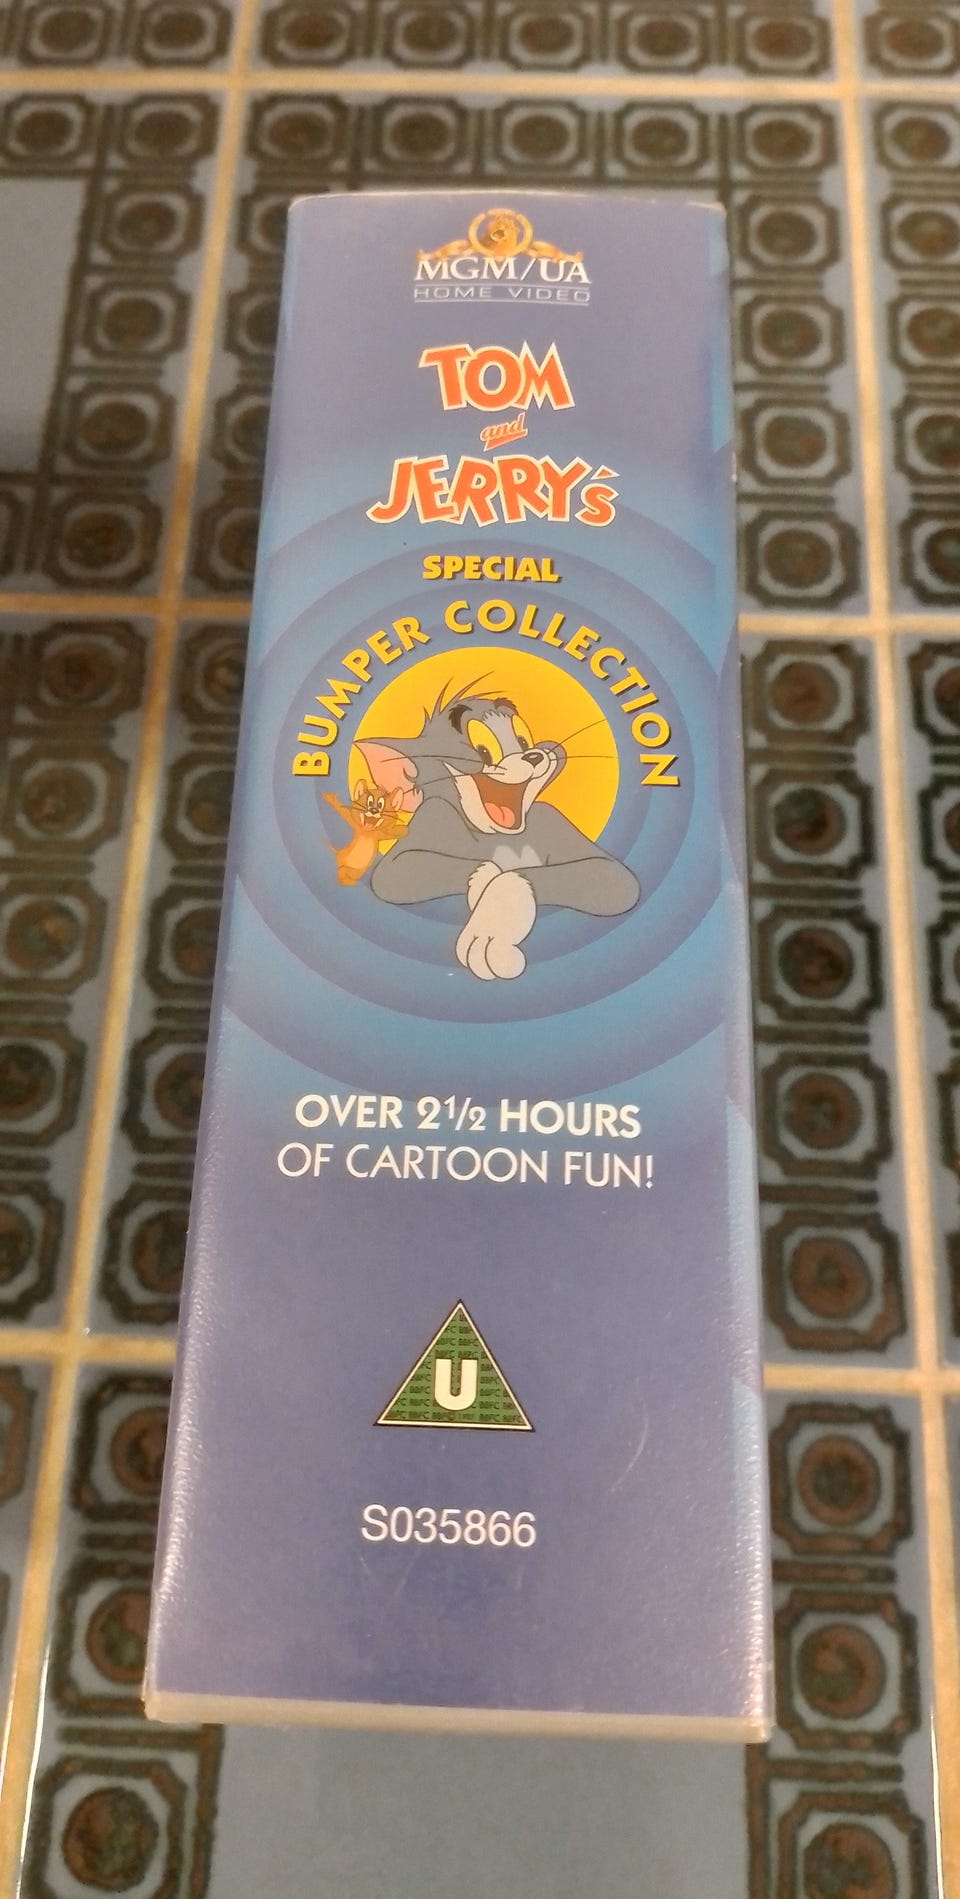 MGM/UA
HOME VIDEO
TOM
and
JERRY'S
SPECIAL
BUMPER COLLECTION
OVER 2½ HOURS
OF CARTOON FUN!
U
S035866